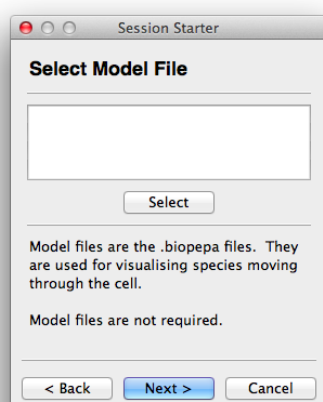 Session Starter
Select Model File
Select
Model files are the .biopepa files. They
are used for visualising species moving
through the cell.
Model files are not required.
< Back Next > Cancel